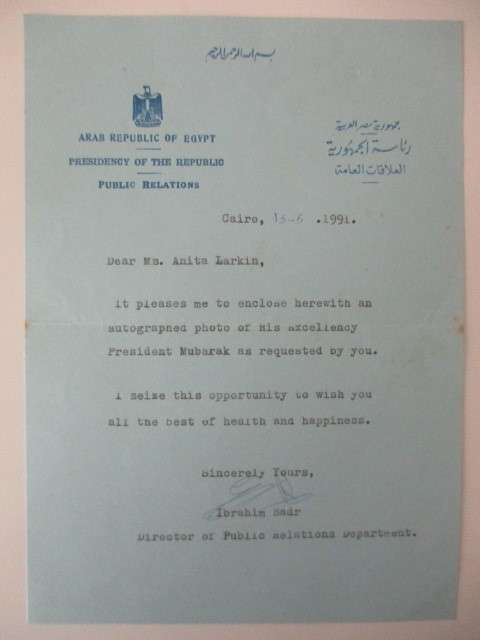 بسم الله الرحمن الرحيم
ARAB REPUBLIC OF EGYPT
PRESIDENCY OF THE REPUBLIC
PUBLIC RELATIONS
جمهورية مصر العربية
رئاسة الجمهورية
العلاقات العامة
Cairo, 13-6 .1991.
Dear Ms. Anita Larkin,
It pleases me to enclose herewith an
autographed photo of His Excellency
President Mubarak as requested by you.
I seize this opportunity to wish you
all the best of health and happiness.
Sincerely Yours,
Ibrahim Badr
Director of Public Relations Department.